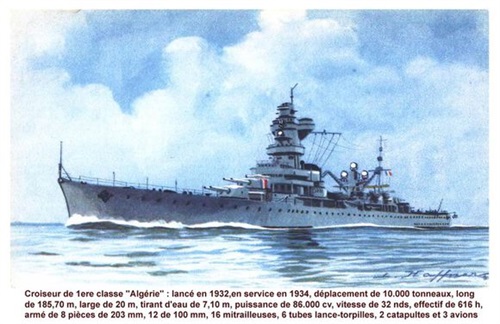 L. Haffner
Croiseur de 1ere classe "Algérie" : lancé en 1932,en service en 1934, déplacement de 10.000 tonneaux, long
de 185,70 m, large de 20 m, tirant d'eau de 7,10 m, puissance de 86.000 cv, vitesse de 32 nds, effectif de 616 h,
armé de 8 pièces de 203 mm, 12 de 100 mm, 16 mitrailleuses, 6 tubes lance-torpilles, 2 catapultes et 3 avions